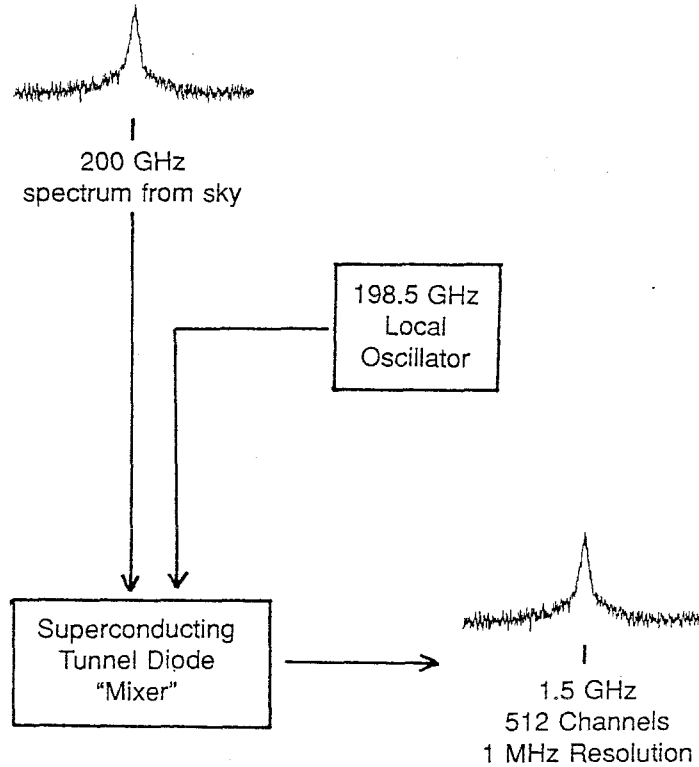 200 GHz
spectrum from sky
198.5 GHz
Local
Oscillator
Superconducting
Tunnel Diode
“Mixer”
1.5 GHz
512 Channels
1 MHz Resolution